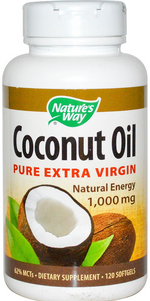 Nature's
Way
Coconut Oil
PURE EXTRA VIRGIN
Natural Energy
1,000 mg
62% MCTs • DIETARY SUPPLEMENT • 120 SOFTGELS